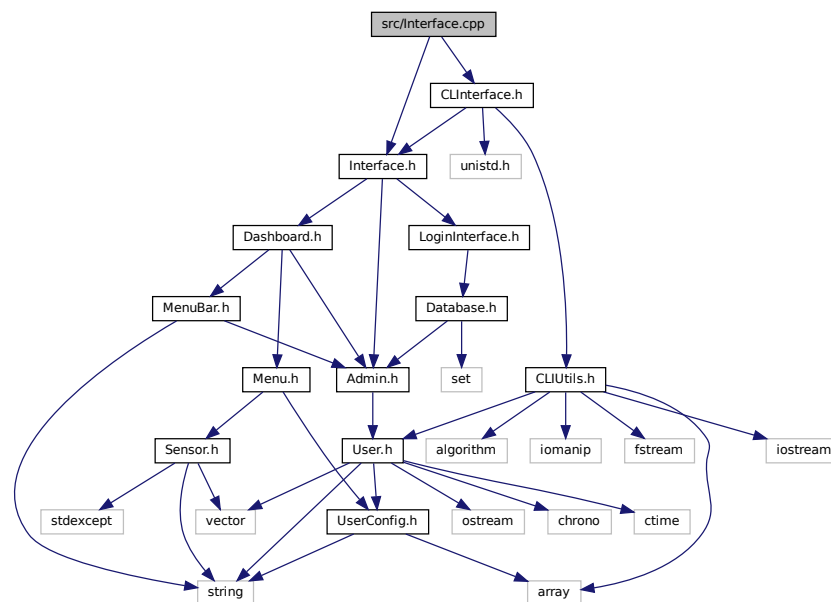 src/Interface.cpp
CLInterface.h
Interface.h
unistd.h
Dashboard.h
LoginInterface.h
MenuBar.h
Database.h
Menu.h
Admin.h
set
CLIUtils.h
Sensor.h
User.h
algorithm
iomanip
fstream
iostream
stdexcept
vector
UserConfig.h
ostream
chrono
ctime
string
array